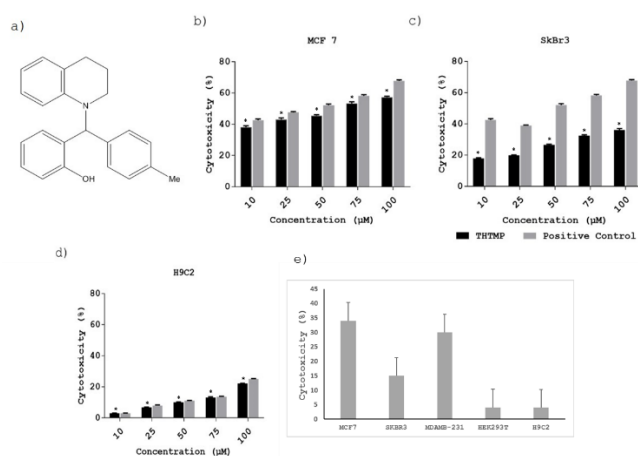 a)
N
OH
Me
b)
MCF 7
Cytotoxicity (%)
80
60
40
20
0
* * * * *
10 25 50 75 100
Concentration (µM)
c)
SkBr3
Cytotoxicity (%)
80
60
40
20
0
* * * * *
10 25 50 75 100
Concentration (µM)
THTMP Positive Control
d)
H9C2
Cytotoxicity (%)
80
60
40
20
0
* * * * *
10 25 50 75 100
Concentration (µM)
e)
Cytotoxicity (%)
45
40
35
30
25
20
15
10
5
0
MCF7 SKBR3 MDAMB-231 HEK293T H9C2